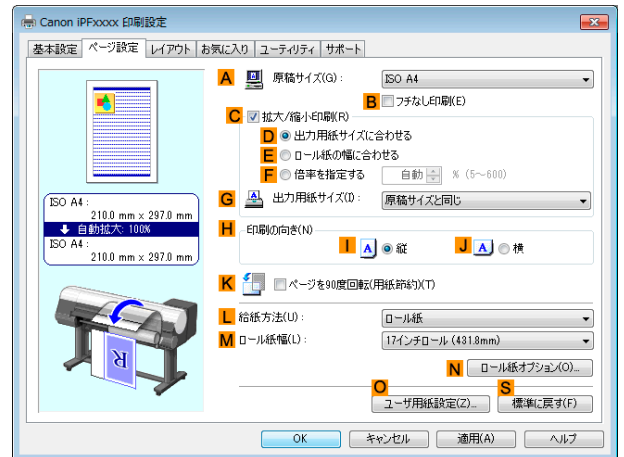 Canon iPFxxxx 印刷設定
基本設定 ページ設定 レイアウト お気に入り ユーティリティ サポート
A 原稿サイズ(G): ISO A4
B フチなし印刷(E)
C 拡大/縮小印刷(R)
D 出力用紙サイズに合わせる
E ロール紙の幅に合わせる
F 倍率を指定する 自動 % (5～600)
G 出力用紙サイズ(I): 原稿サイズと同じ
ISO A4 :
210.0 mm x 297.0 mm
自動拡大: 100%
ISO A4 :
210.0 mm x 297.0 mm
H 印刷の向き(N)
I A 縦 J A 横
K ページを90度回転(用紙節約)(T)
L 給紙方法(U): ロール紙
M ロール紙幅(L): 17インチロール (431.8mm)
N ロール紙オプション(O)...
O ユーザ用紙設定(Z)... S 標準に戻す(F)
R
OK キャンセル 適用(A) ヘルプ